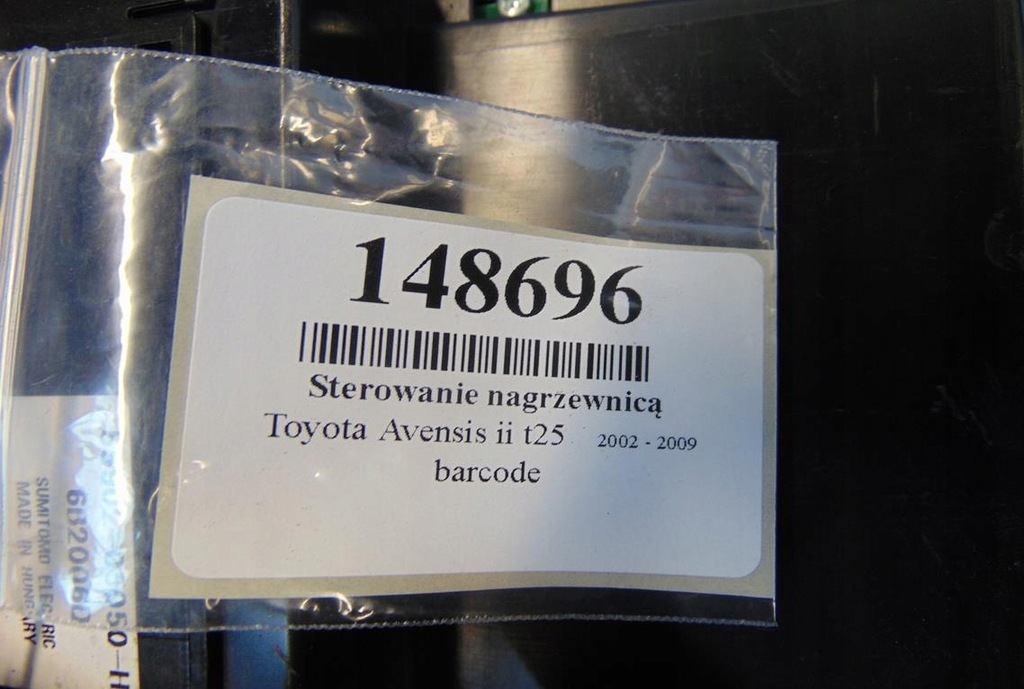 148696
Sterowanie nagrzewnicą
Toyota Avensis ii t25 2002 - 2009
barcode
SUMITOMO ELECTRIC
MADE IN HUNGARY